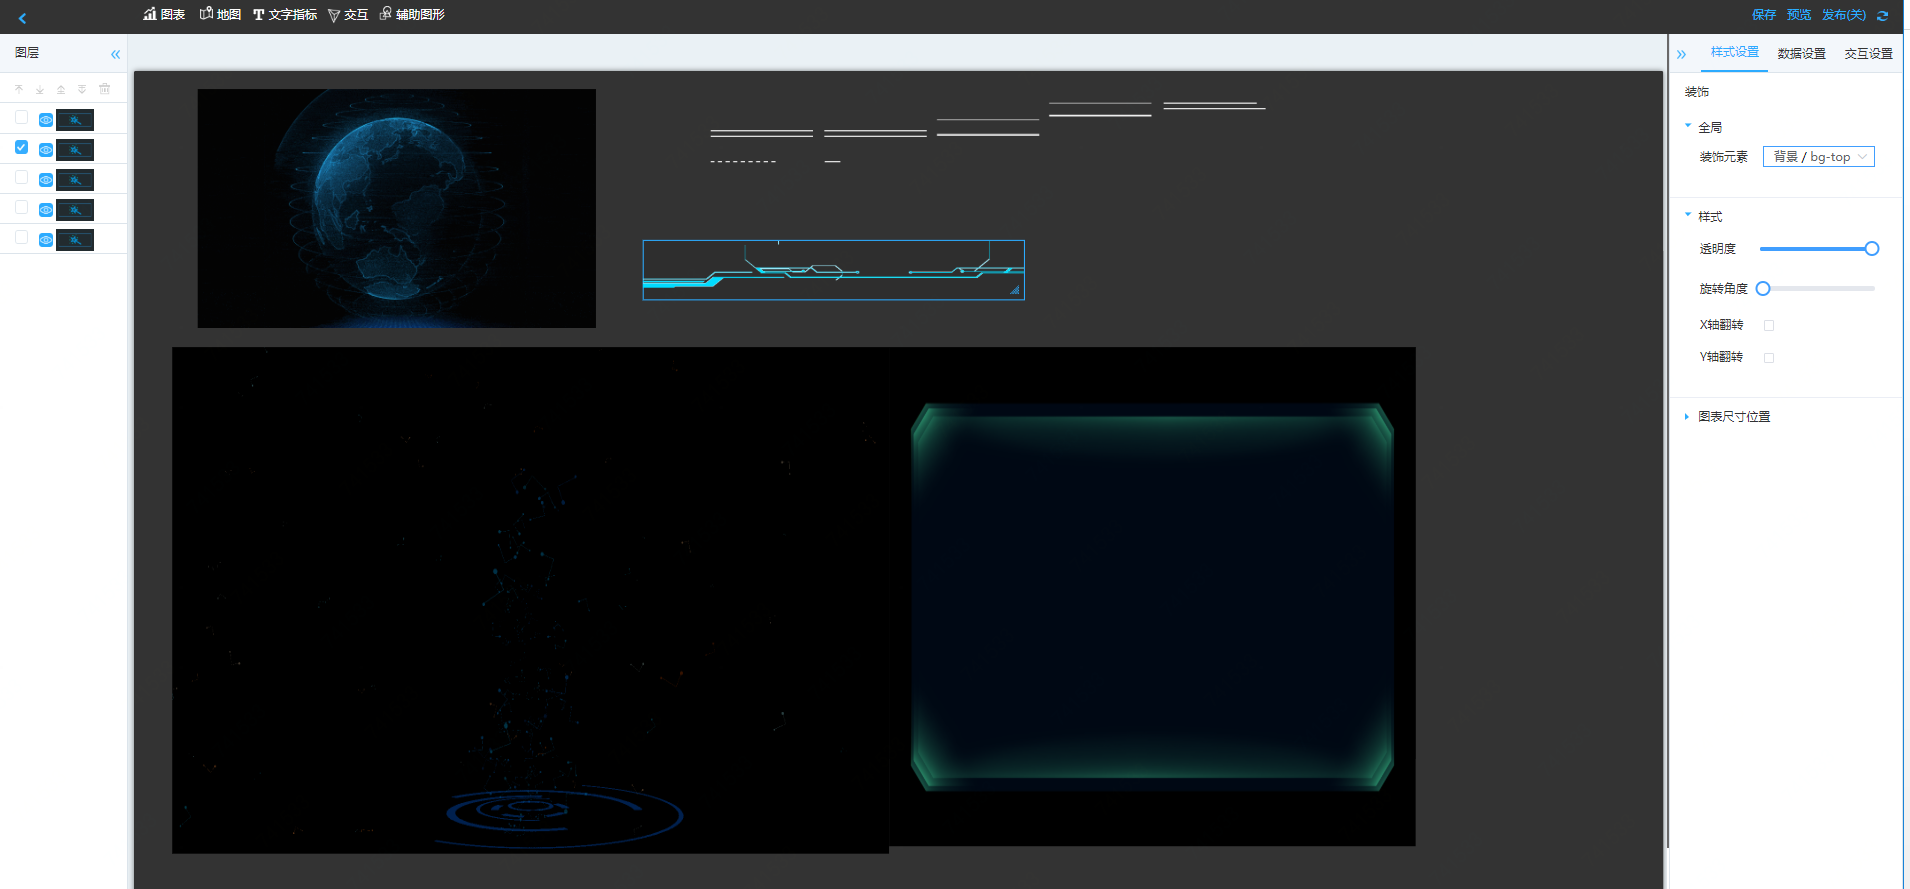 图表 地图 文字指标 交互 辅助图形
保存 预览 发布(关)
图层
样式设置 数据设置 交互设置
装饰
全局
装饰元素 背景 / bg-top
样式
透明度
旋转角度
X轴翻转
Y轴翻转
图表尺寸位置